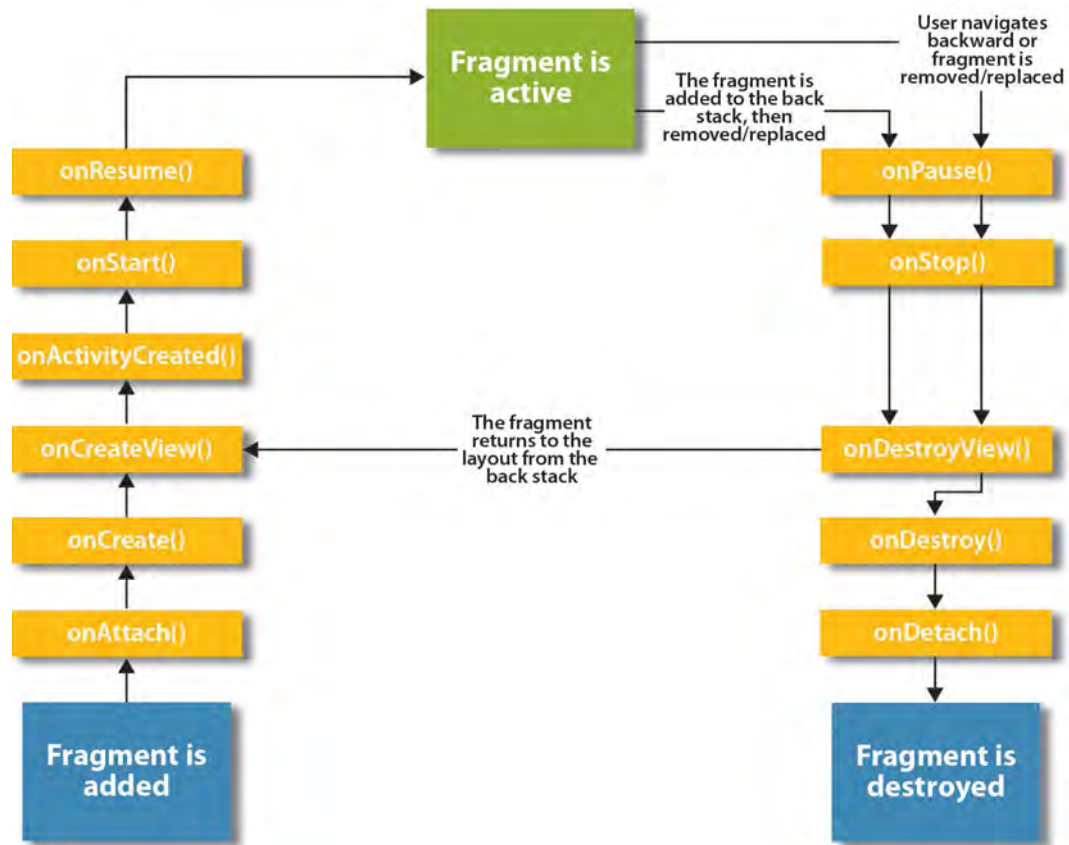 Fragment is
active
User navigates
backward or
fragment is
removed/replaced
The fragment is
added to the back
stack, then
removed/replaced
onResume()
onPause()
onStart()
onStop()
onActivityCreated()
onCreateView()
The fragment
returns to the
layout from the
back stack
onDestroyView()
onCreate()
onDestroy()
onAttach()
onDetach()
Fragment is
added
Fragment is
destroyed